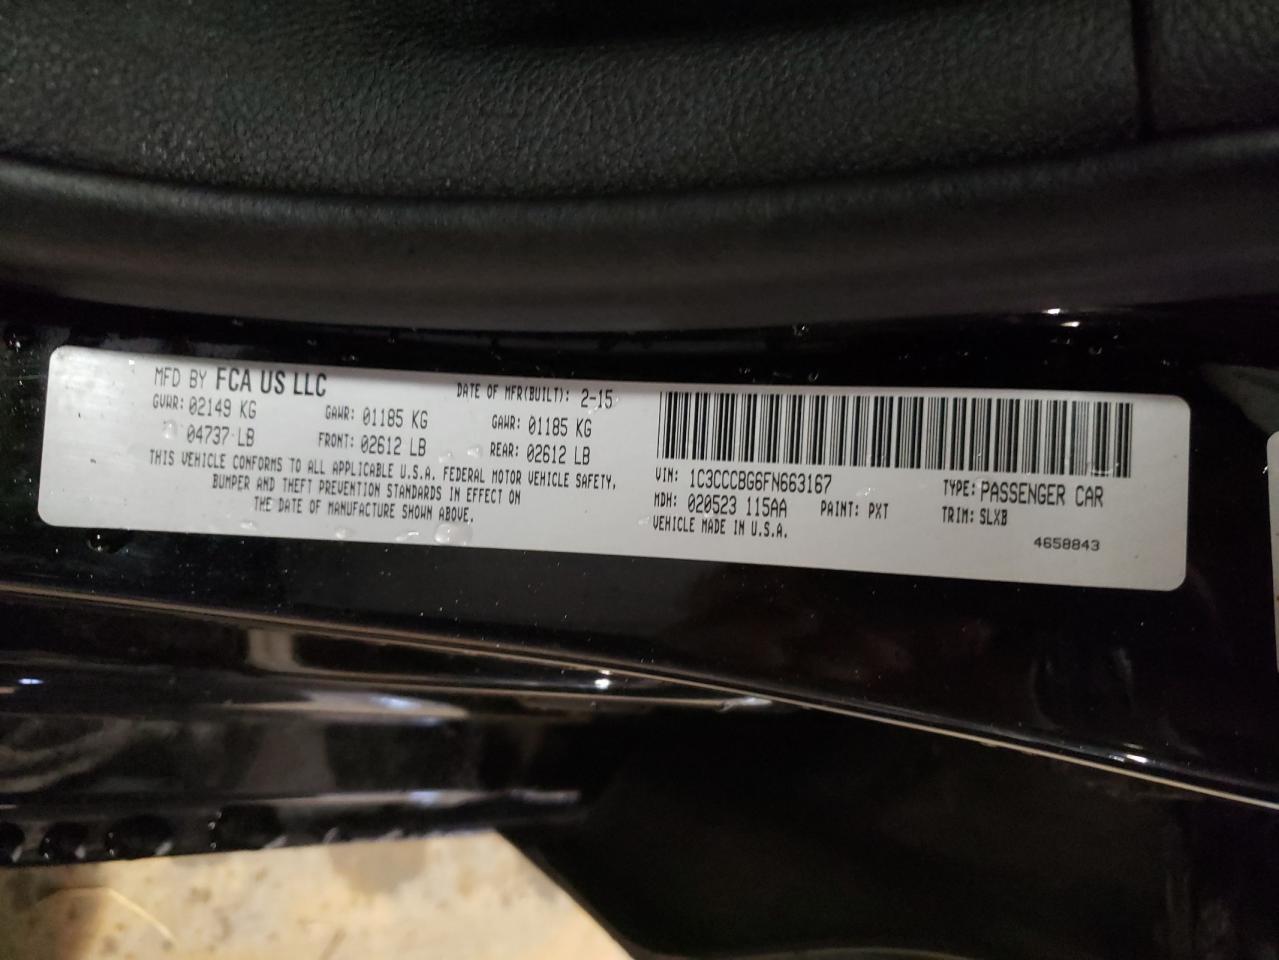 MFD BY FCA US LLC DATE OF MFR(BUILT): 2-15
GVWR: 02149 KG GAWR: 01185 KG GAWR: 01185 KG
04737 LB FRONT: 02612 LB REAR: 02612 LB
THIS VEHICLE CONFORMS TO ALL APPLICABLE U.S.A. FEDERAL MOTOR VEHICLE SAFETY,
BUMPER AND THEFT PREVENTION STANDARDS IN EFFECT ON
THE DATE OF MANUFACTURE SHOWN ABOVE.
VIN: 1C3CCCBG6FN663167 TYPE: PASSENGER CAR
MDH: 020523 115AA PAINT: PXT TRIM: SLXB
VEHICLE MADE IN U.S.A.
4658843